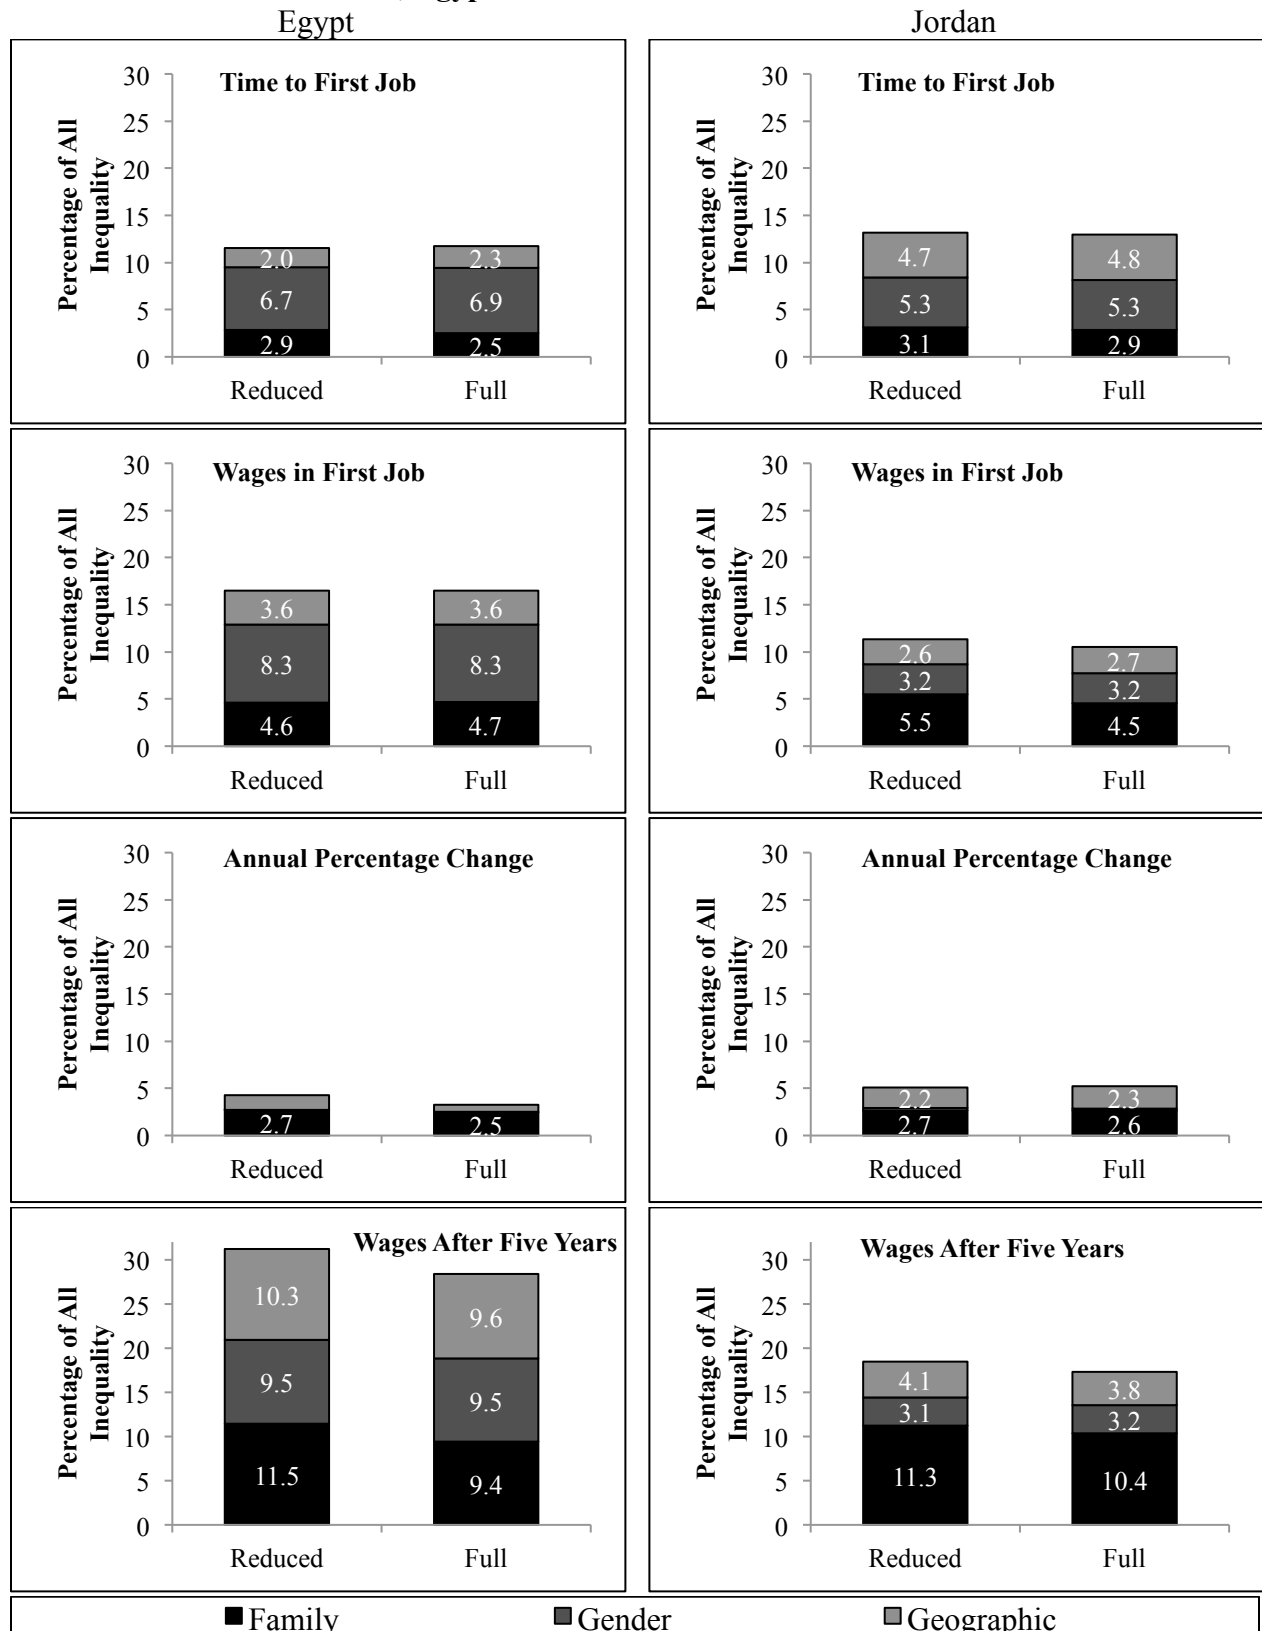 Egypt
Jordan
Time to First Job
Percentage of All
Inequality
30
25
20
15
10
5
0
2.0
2.3
6.7
6.9
2.9
2.5
Reduced
Full
Time to First Job
Percentage of All
Inequality
30
25
20
15
10
5
0
4.7
4.8
5.3
5.3
3.1
2.9
Reduced
Full
Wages in First Job
Percentage of All
Inequality
30
25
20
15
10
5
0
3.6
3.6
8.3
8.3
4.6
4.7
Reduced
Full
Wages in First Job
Percentage of All
Inequality
30
25
20
15
10
5
0
2.6
2.7
3.2
3.2
5.5
4.5
Reduced
Full
Annual Percentage Change
Percentage of All
Inequality
30
25
20
15
10
5
0
2.7
2.5
Reduced
Full
Annual Percentage Change
Percentage of All
Inequality
30
25
20
15
10
5
0
2.2
2.3
2.7
2.6
Reduced
Full
Wages After Five Years
Percentage of All
Inequality
30
25
20
15
10
5
0
10.3
9.6
9.5
9.5
11.5
9.4
Reduced
Full
Wages After Five Years
Percentage of All
Inequality
30
25
20
15
10
5
0
4.1
3.8
3.1
3.2
11.3
10.4
Reduced
Full
Family Gender Geographic